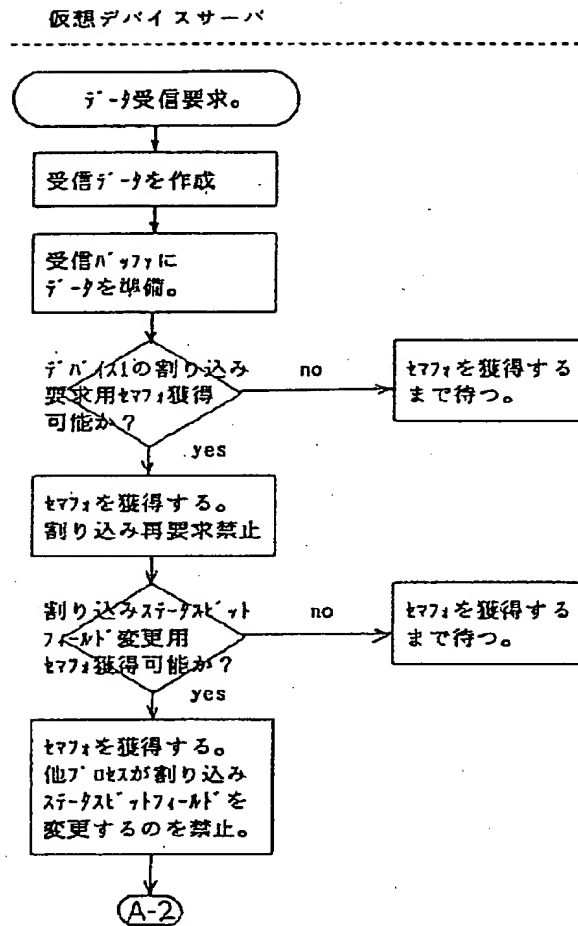 仮想デバイスサーバ
データ受信要求。
受信データを作成
受信バッファに
データを準備。
デバイス1の割り込み
要求用セマフォ獲得
可能か?
no
セマフォを獲得する
まで待つ。
yes
セマフォを獲得する。
割り込み再要求禁止
割り込みステータスビット
フィールド変更用
セマフォ獲得可能か?
no
セマフォを獲得する
まで待つ。
yes
セマフォを獲得する。
他プロセスが割り込み
ステータスビットフィールドを
変更するのを禁止。
A-2